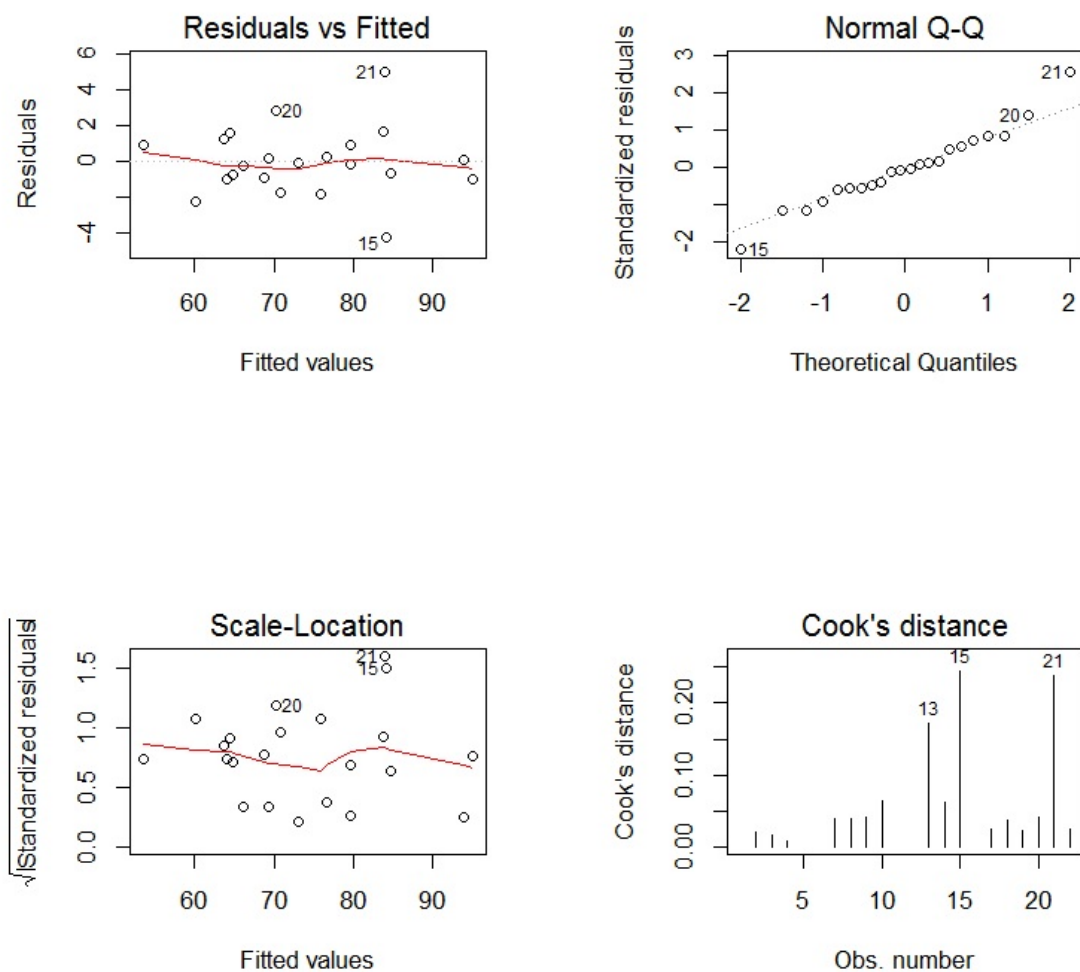 Residuals vs Fitted
Residuals
6
4
2
0
-4
21
20
15
60 70 80 90
Fitted values
Normal Q-Q
Standardized residuals
3
2
1
0
-2
21
20
15
-2 -1 0 1 2
Theoretical Quantiles
Scale-Location
√|Standardized residuals|
1.5
1.0
0.5
0.0
21
15
20
60 70 80 90
Fitted values
Cook's distance
Cook's distance
0.20
0.10
0.00
15
21
13
5 10 15 20
Obs. number